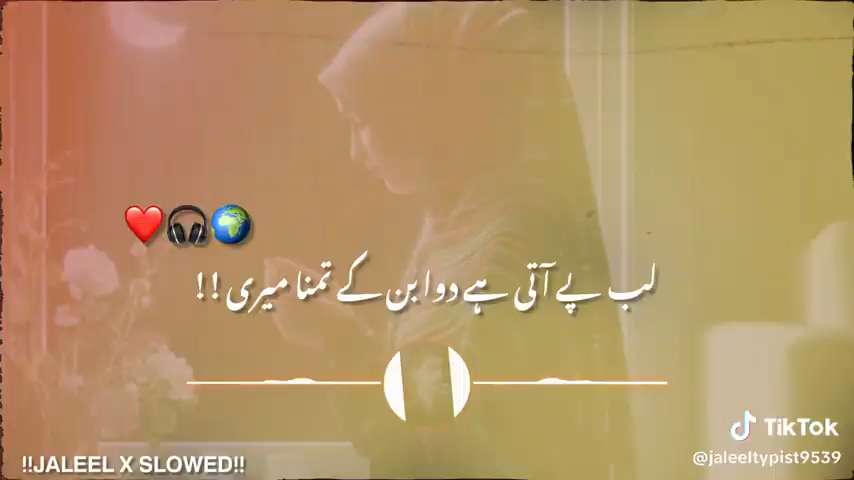 ❤️🎧🌍
لب پے آتی ہے دوا بن کے تمنا میری !!
TikTok
@jaleeltypist9539
!!JALEEL X SLOWED!!